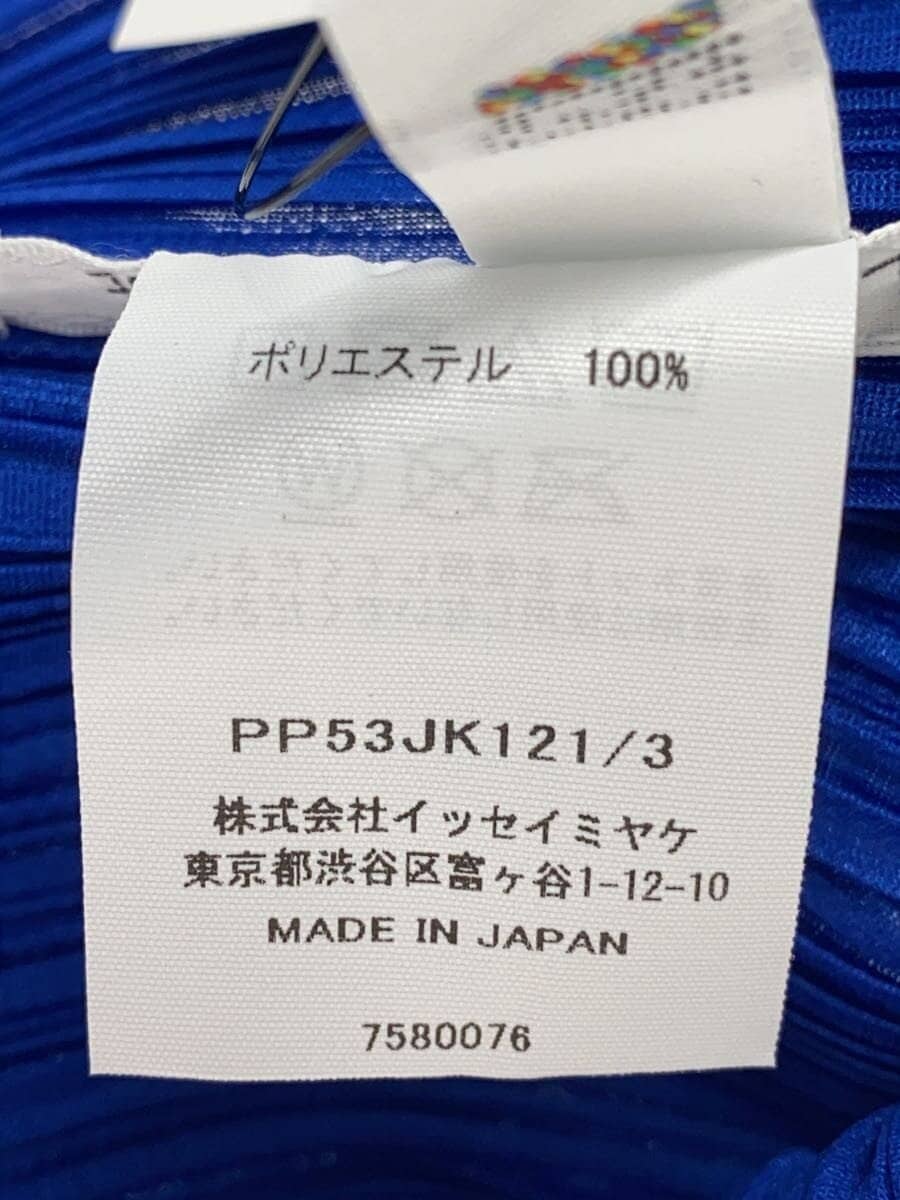 ポリエステル 100%
PP53JK121/3
株式会社イッセイミヤケ
東京都渋谷区富ヶ谷1-12-10
MADE IN JAPAN
7580076